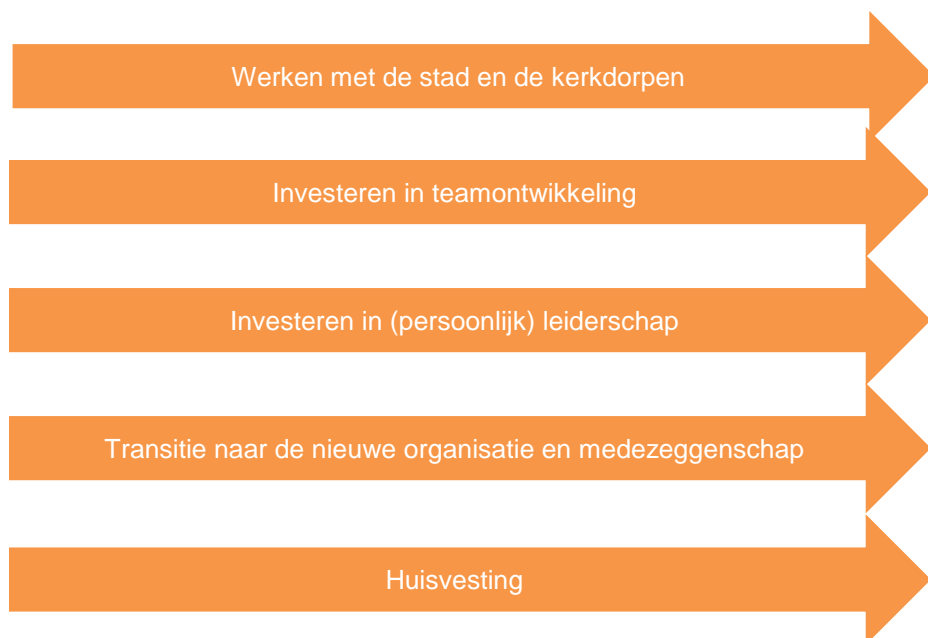 Werken met de stad en de kerkdorpen
Investeren in teamontwikkeling
Investeren in (persoonlijk) leiderschap
Transitie naar de nieuwe organisatie en medezeggenschap
Huisvesting